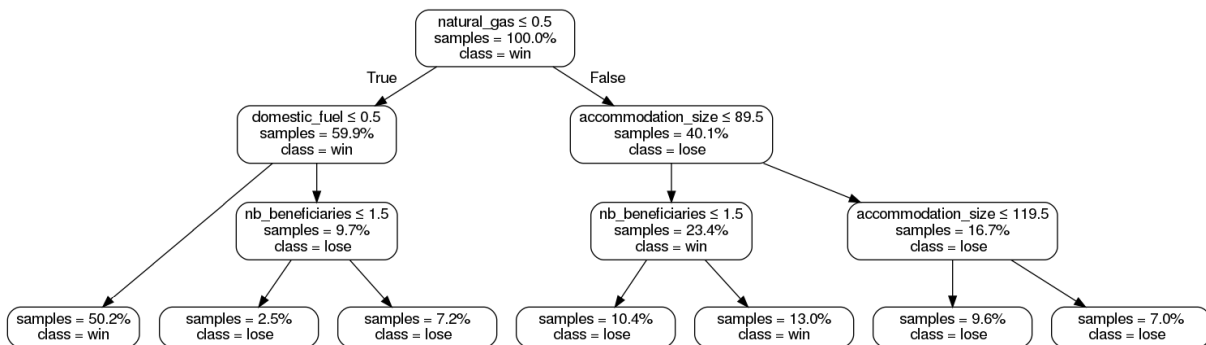 natural_gas ≤ 0.5
samples = 100.0%
class = win
True
False
domestic_fuel ≤ 0.5
samples = 59.9%
class = win
accommodation_size ≤ 89.5
samples = 40.1%
class = lose
nb_beneficiaries ≤ 1.5
samples = 9.7%
class = lose
nb_beneficiaries ≤ 1.5
samples = 23.4%
class = win
accommodation_size ≤ 119.5
samples = 16.7%
class = lose
samples = 50.2%
class = win
samples = 2.5%
class = lose
samples = 7.2%
class = lose
samples = 10.4%
class = lose
samples = 13.0%
class = win
samples = 9.6%
class = lose
samples = 7.0%
class = lose